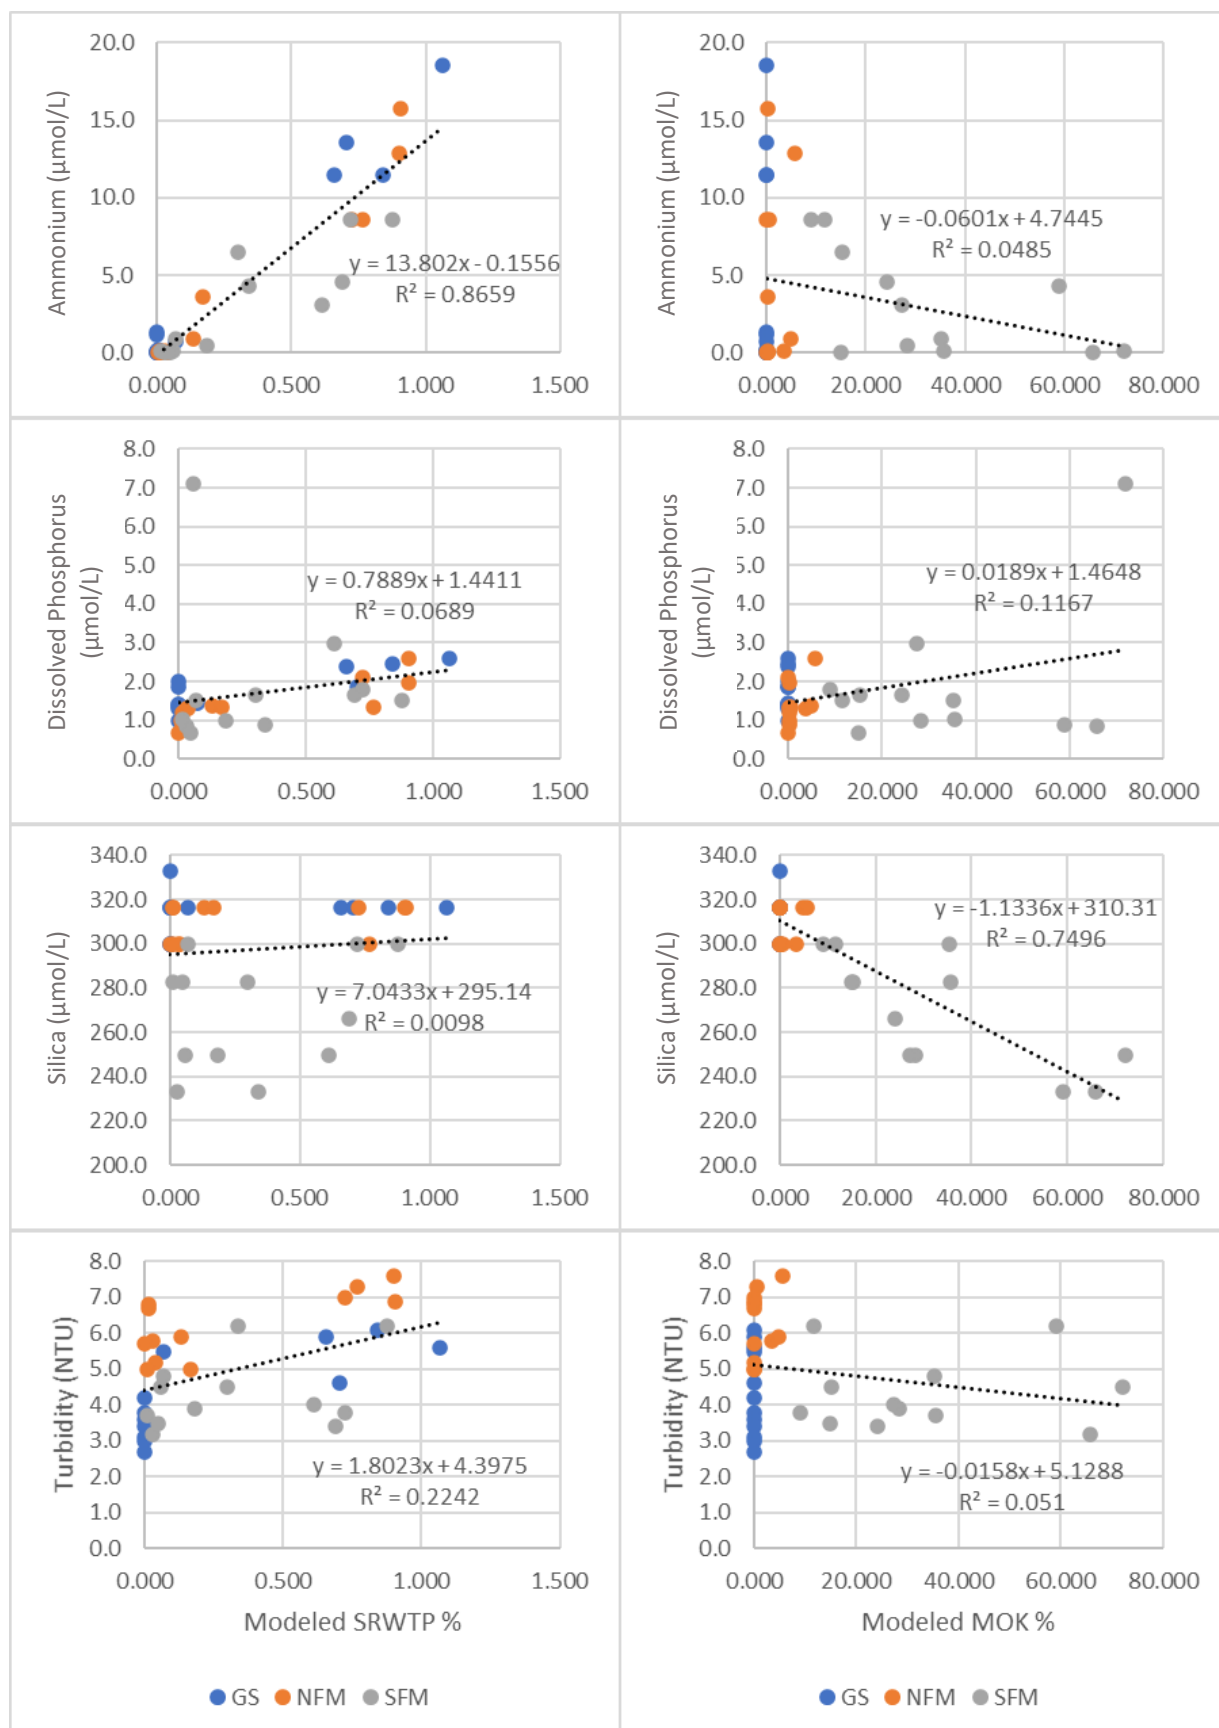 Ammonium (µmol/L)
20.0
15.0
10.0
5.0
0.0
y = 13.802x - 0.1556
R² = 0.8659
0.000 0.500 1.000 1.500
Ammonium (µmol/L)
20.0
15.0
10.0
5.0
0.0
y = -0.0601x + 4.7445
R² = 0.0485
0.000 20.000 40.000 60.000 80.000
Dissolved Phosphorus
(µmol/L)
8.0
7.0
6.0
5.0
4.0
3.0
2.0
1.0
0.0
y = 0.7889x + 1.4411
R² = 0.0689
0.000 0.500 1.000 1.500
Dissolved Phosphorus
(µmol/L)
8.0
7.0
6.0
5.0
4.0
3.0
2.0
1.0
0.0
y = 0.0189x + 1.4648
R² = 0.1167
0.000 20.000 40.000 60.000 80.000
Silica (µmol/L)
340.0
320.0
300.0
280.0
260.0
240.0
220.0
200.0
y = 7.0433x + 295.14
R² = 0.0098
0.000 0.500 1.000 1.500
Silica (µmol/L)
340.0
320.0
300.0
280.0
260.0
240.0
220.0
200.0
y = -1.1336x + 310.31
R² = 0.7496
0.000 20.000 40.000 60.000 80.000
Turbidity (NTU)
8.0
7.0
6.0
5.0
4.0
3.0
2.0
1.0
0.0
y = 1.8023x + 4.3975
R² = 0.2242
0.000 0.500 1.000 1.500
Modeled SRWTP %
GS NFM SFM
Turbidity (NTU)
8.0
7.0
6.0
5.0
4.0
3.0
2.0
1.0
0.0
y = -0.0158x + 5.1288
R² = 0.051
0.000 20.000 40.000 60.000 80.000
Modeled MOK %
GS NFM SFM